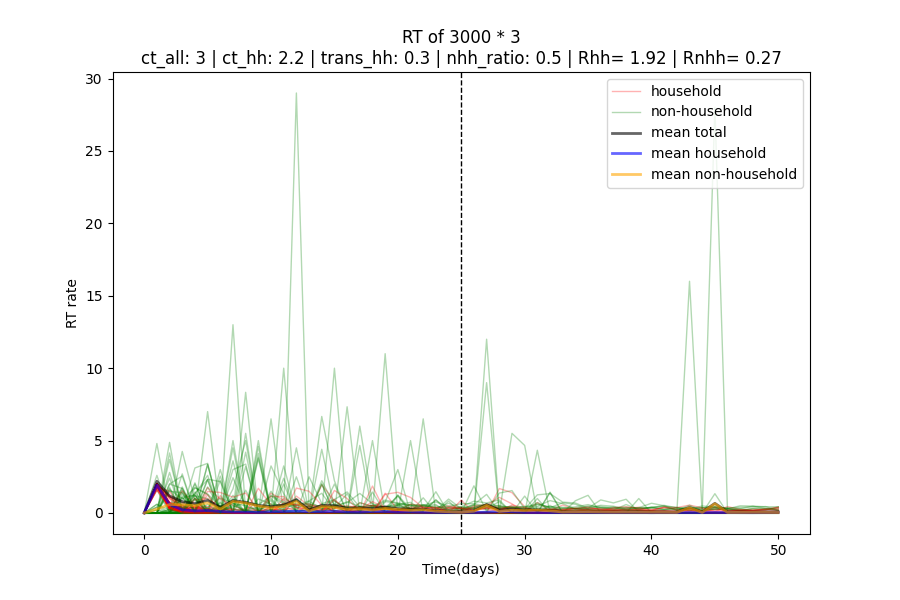 RT of 3000 * 3
ct_all: 3 | ct_hh: 2.2 | trans_hh: 0.3 | nhh_ratio: 0.5 | Rhh= 1.92 | Rnhh= 0.27
household
non-household
mean total
mean household
mean non-household
30
25
20
15
10
5
0
RT rate
0 10 20 30 40 50
Time(days)